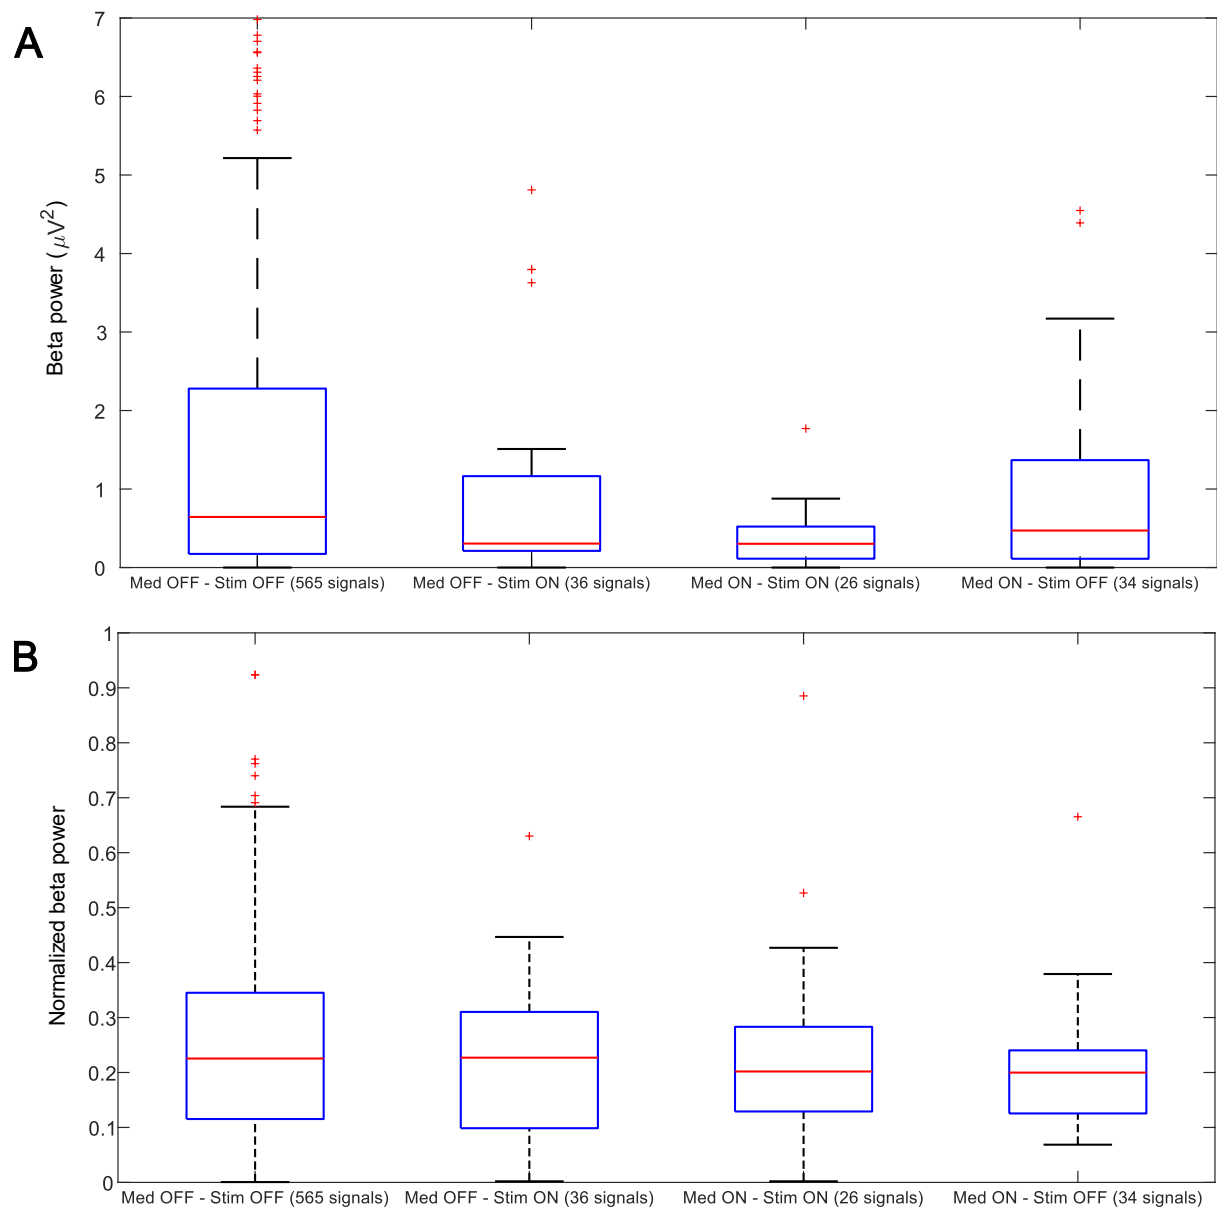 A
7
6
5
4
3
2
1
0
Beta power (μV²)
Med OFF - Stim OFF (565 signals)
Med OFF - Stim ON (36 signals)
Med ON - Stim ON (26 signals)
Med ON - Stim OFF (34 signals)
B
1
0.9
0.8
0.7
0.6
0.5
0.4
0.3
0.2
0.1
0
Normalized beta power
Med OFF - Stim OFF (565 signals)
Med OFF - Stim ON (36 signals)
Med ON - Stim ON (26 signals)
Med ON - Stim OFF (34 signals)